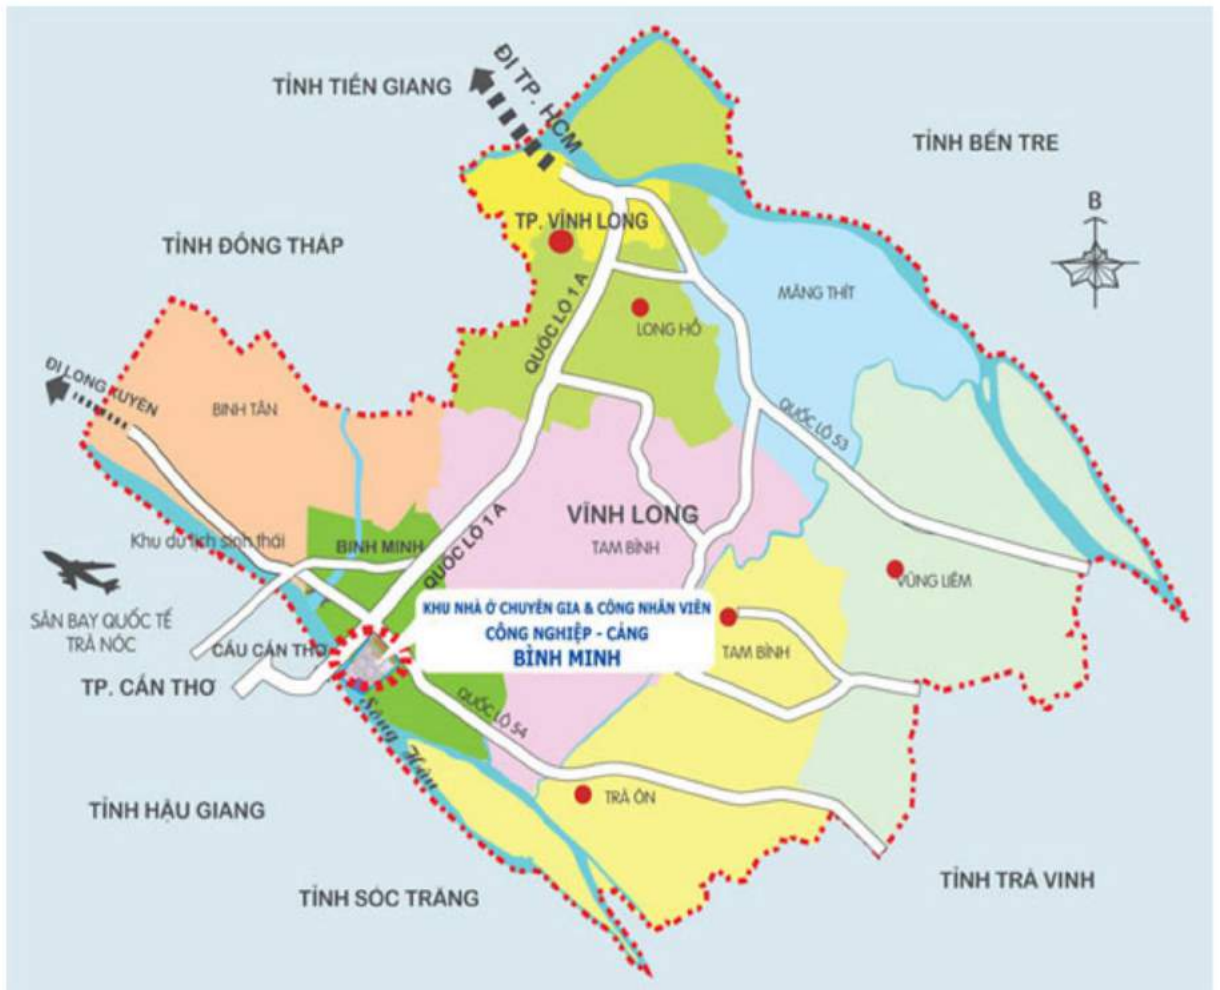 TỈNH TIỀN GIANG
ĐI TP. HCM
TỈNH BẾN TRE
B
TP. VĨNH LONG
TỈNH ĐỒNG THÁP
MĂNG THÍT
QUỐC LỘ 1 A
LONG HỒ
ĐI LONG XUYÊN
BINH TÂN
QUỐC LỘ 53
VĨNH LONG
TAM BÌNH
Khu du lịch sinh thái
BINH MINH
QUỐC LỘ 1 A
VŨNG LIÊM
SÂN BAY QUỐC TẾ
TRÀ NÓC
KHU NHÀ Ở CHUYÊN GIA & CÔNG NHÂN VIÊN
CÔNG NGHIỆP - CẢNG
BÌNH MINH
CẦU CẦN THƠ
TAM BÌNH
TP. CẦN THƠ
QUỐC LỘ 54
Sông Hậu
TRÀ ÔN
TỈNH HẬU GIANG
TỈNH SÓC TRĂNG
TỈNH TRÀ VINH